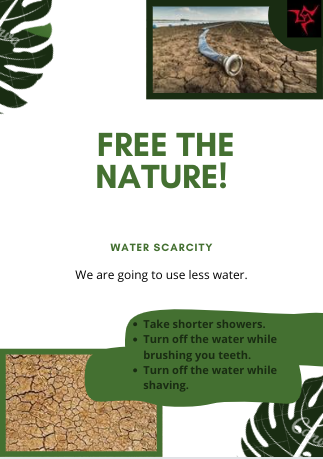 FREE THE
NATURE!
WATER SCARCITY
We are going to use less water.
• Take shorter showers.
• Turn off the water while
brushing you teeth.
• Turn off the water while
shaving.